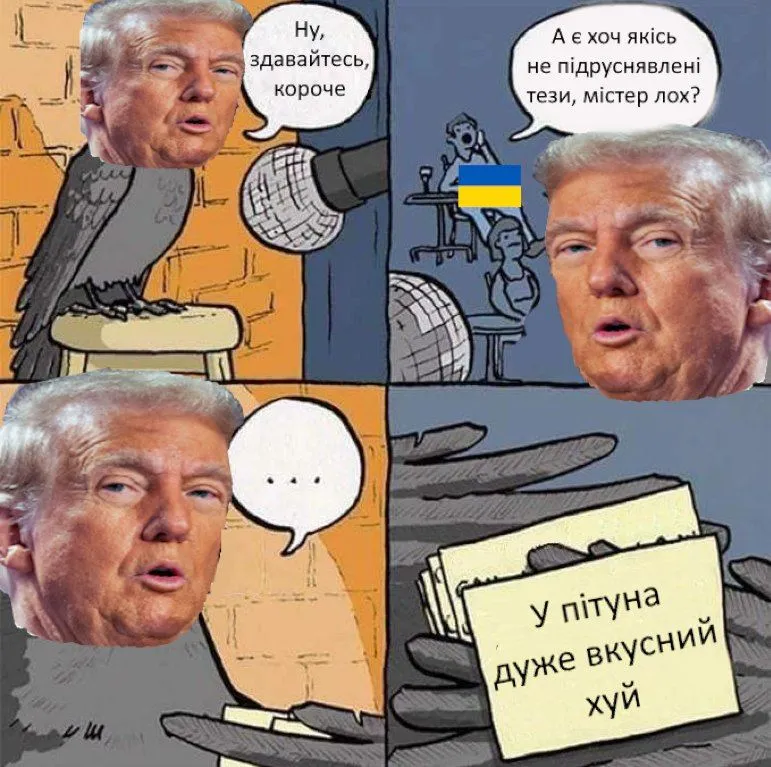 Ну,
здавайтесь,
короче
А є хоч якісь
не підруснявлені
тези, містер лох?
. . .
У пітуна
дуже вкусний
хуй